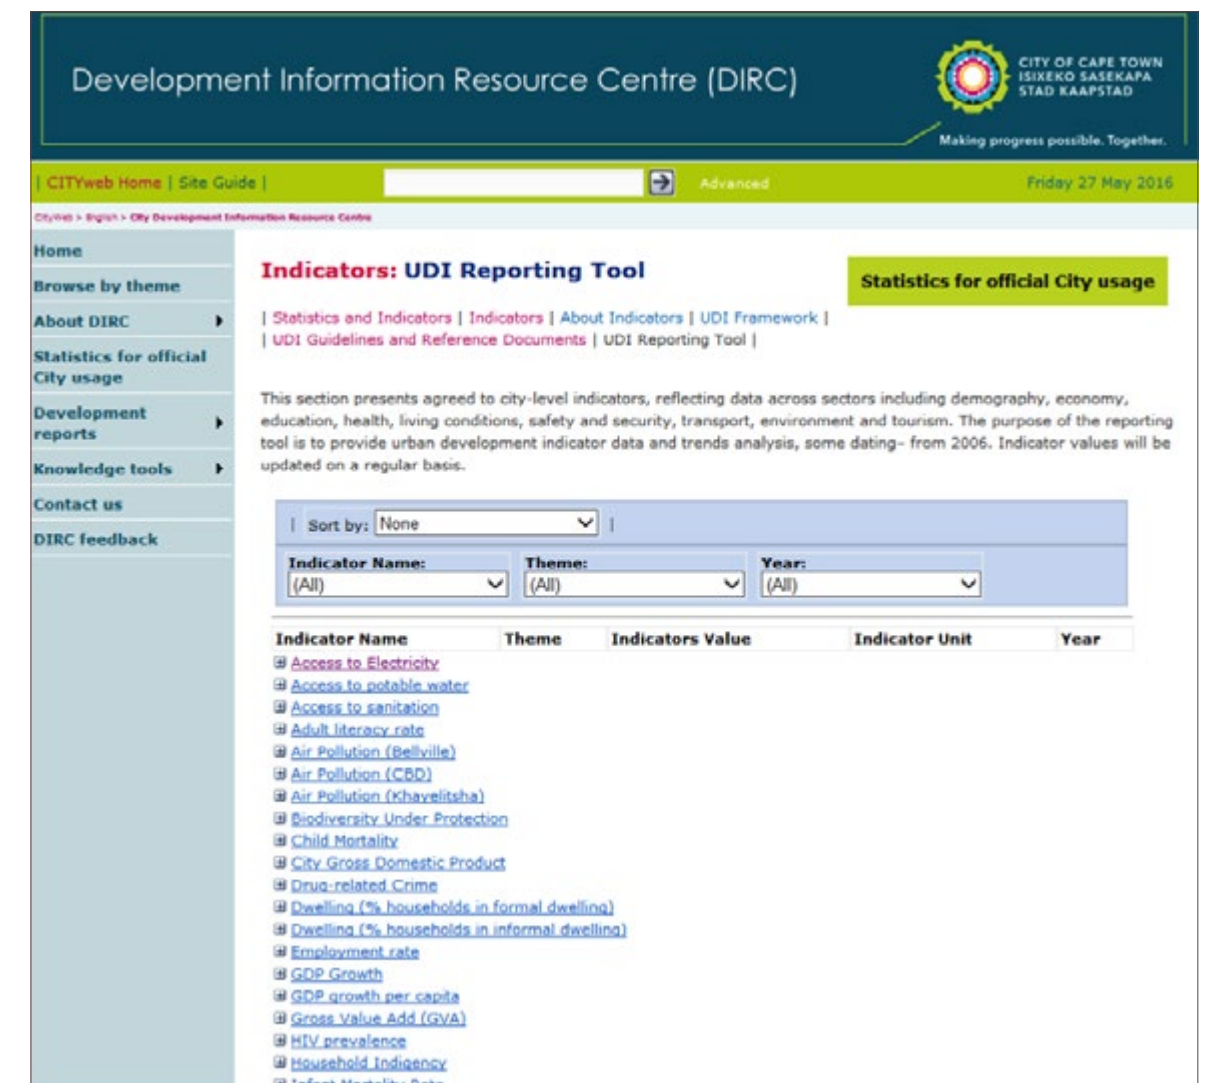 Development Information Resource Centre (DIRC)
CITY OF CAPE TOWN
ISIXEKO SASEKAPA
STAD KAAPSTAD
Making progress possible. Together.
| CITYweb Home | Site Guide |
Advanced
Friday 27 May 2016
CityWeb > English > City Development Information Resource Centre
Home
Browse by theme
About DIRC
Statistics for official
City usage
Development
reports
Knowledge tools
Contact us
DIRC feedback
Indicators: UDI Reporting Tool
Statistics for official City usage
| Statistics and Indicators | Indicators | About Indicators | UDI Framework |
| UDI Guidelines and Reference Documents | UDI Reporting Tool |
This section presents agreed to city-level indicators, reflecting data across sectors including demography, economy,
education, health, living conditions, safety and security, transport, environment and tourism. The purpose of the reporting
tool is to provide urban development indicator data and trends analysis, some dating– from 2006. Indicator values will be
updated on a regular basis.
| Sort by: None |
Indicator Name: Theme: Year:
(All) (All) (All)
Indicator Name Theme Indicators Value Indicator Unit Year
Access to Electricity
Access to potable water
Access to sanitation
Adult literacy rate
Air Pollution (Bellville)
Air Pollution (CBD)
Air Pollution (Khayelitsha)
Biodiversity Under Protection
Child Mortality
City Gross Domestic Product
Drug-related Crime
Dwelling (% households in formal dwelling)
Dwelling (% households in informal dwelling)
Employment rate
GDP Growth
GDP growth per capita
Gross Value Add (GVA)
HIV prevalence
Household Indigency
Infant Mortality Rate